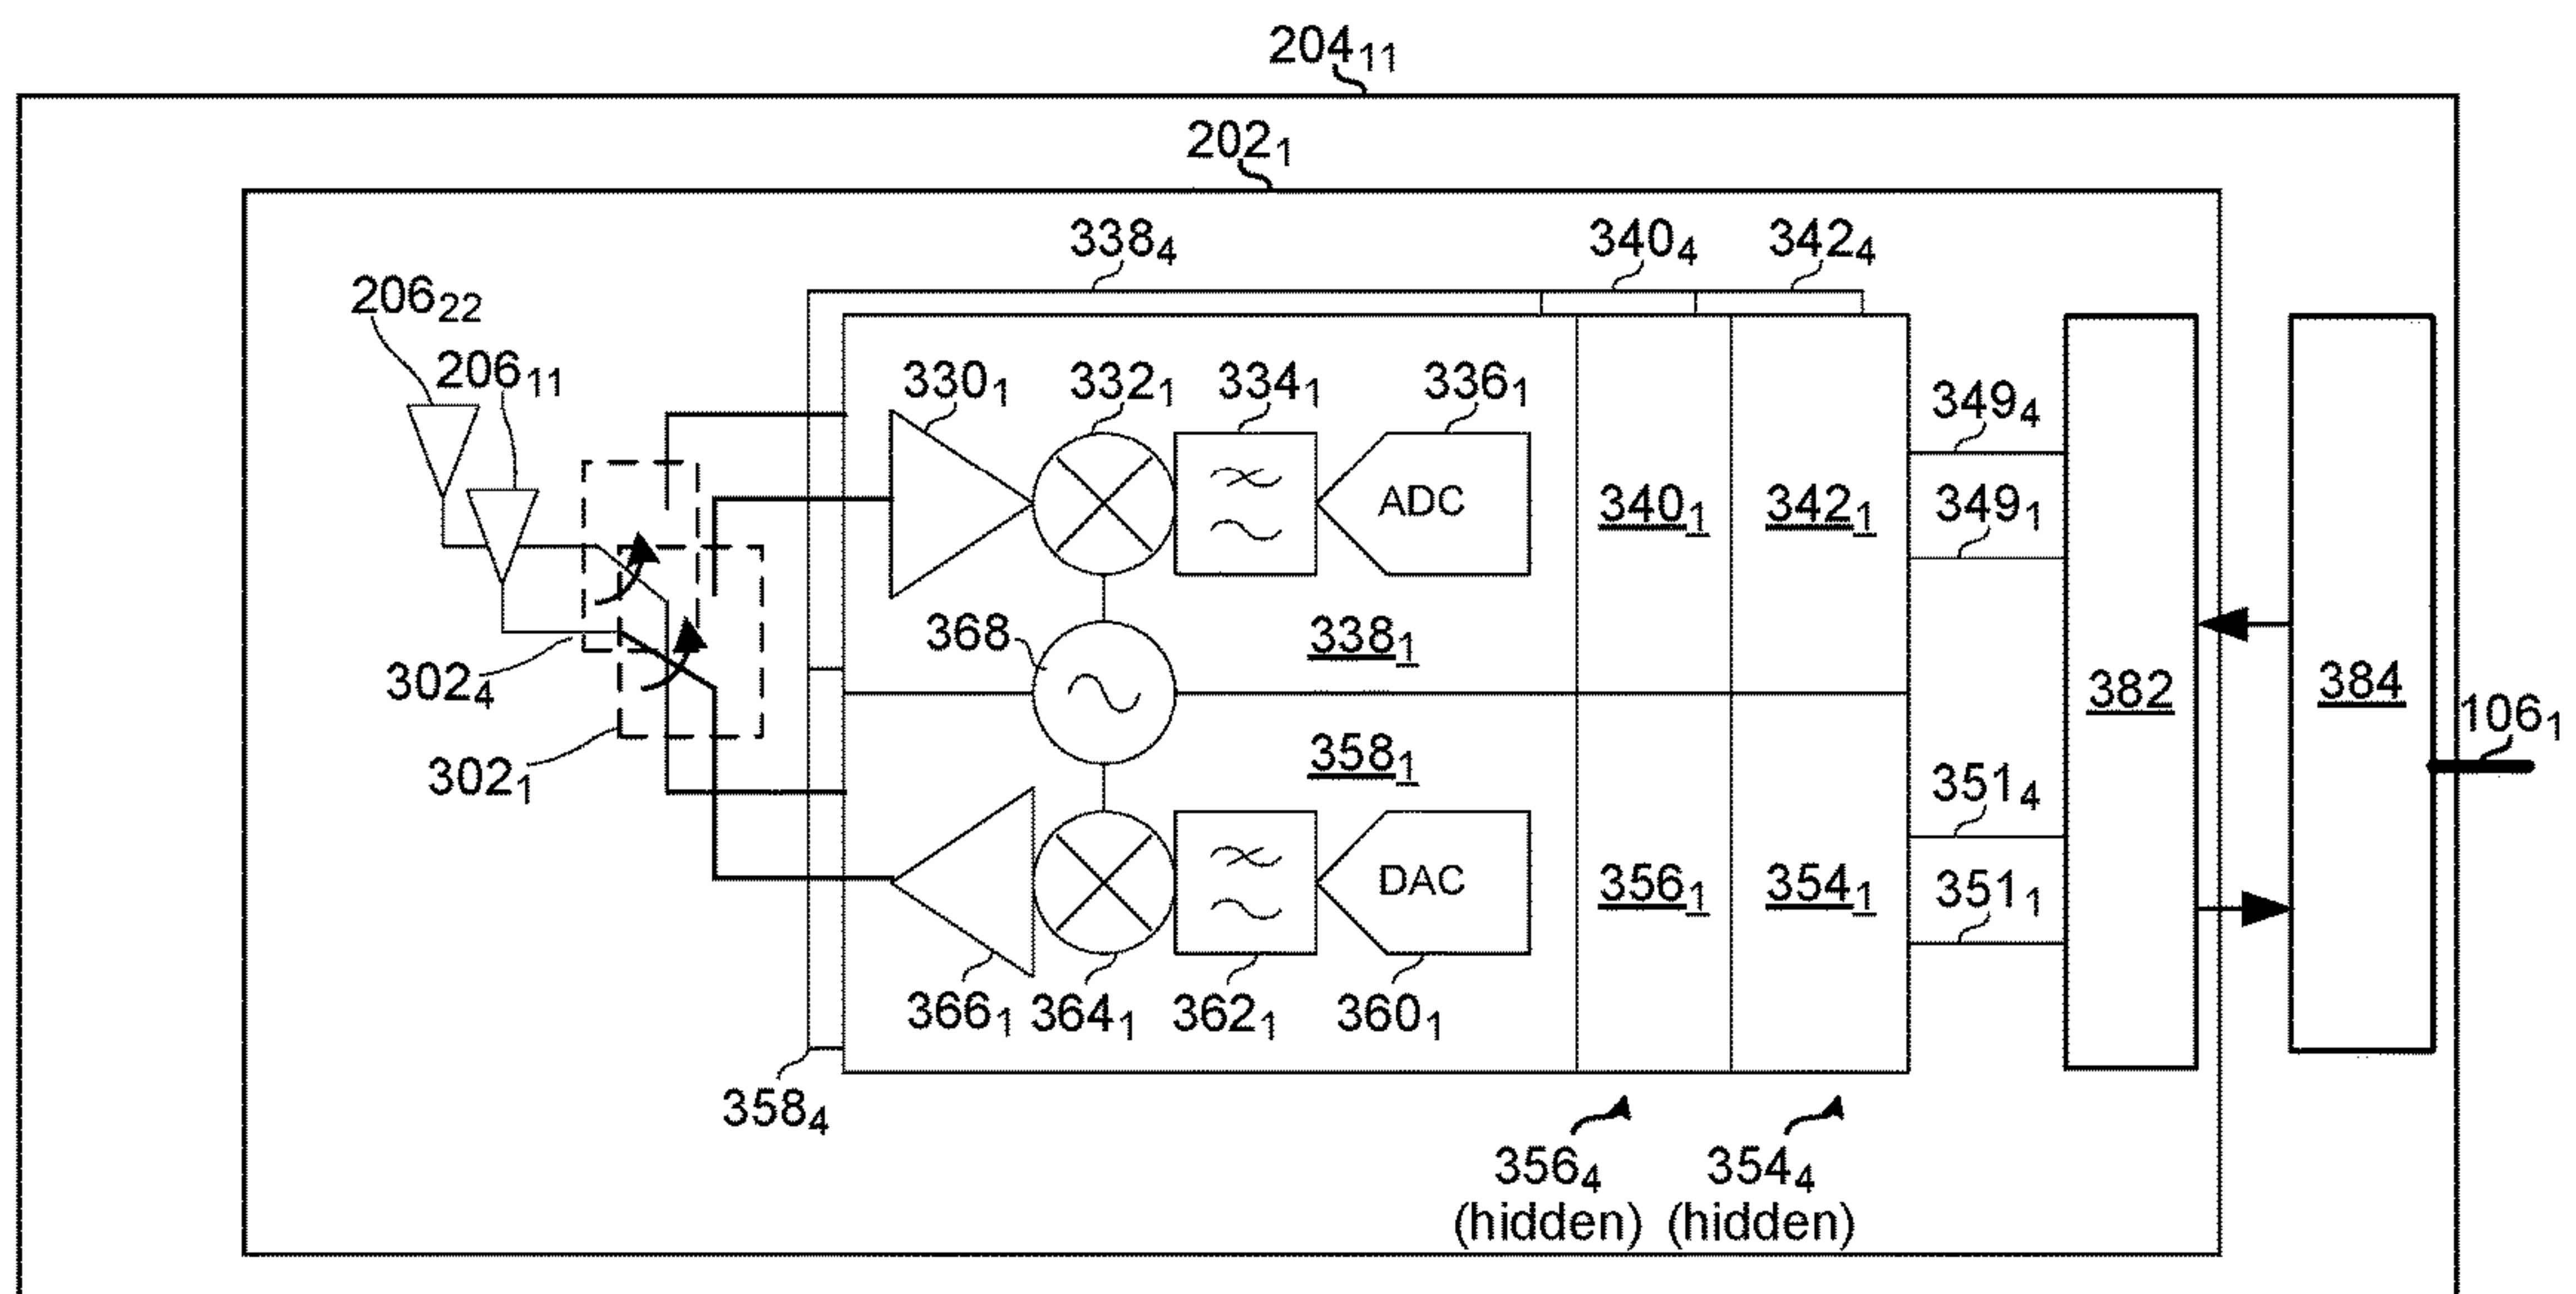 204₁₁
202₁
338₄ 340₄ 342₄
206₂₂
206₁₁ 330₁ 332₁ 334₁ 336₁ 349₄
ADC 340₁ 342₁ 349₁
368 338₁
302₄ 382 384 106₁
302₁ 358₁ 351₄
DAC 356₁ 354₁ 351₁
366₁ 364₁ 362₁ 360₁
358₄
356₄ 354₄
(hidden) (hidden)